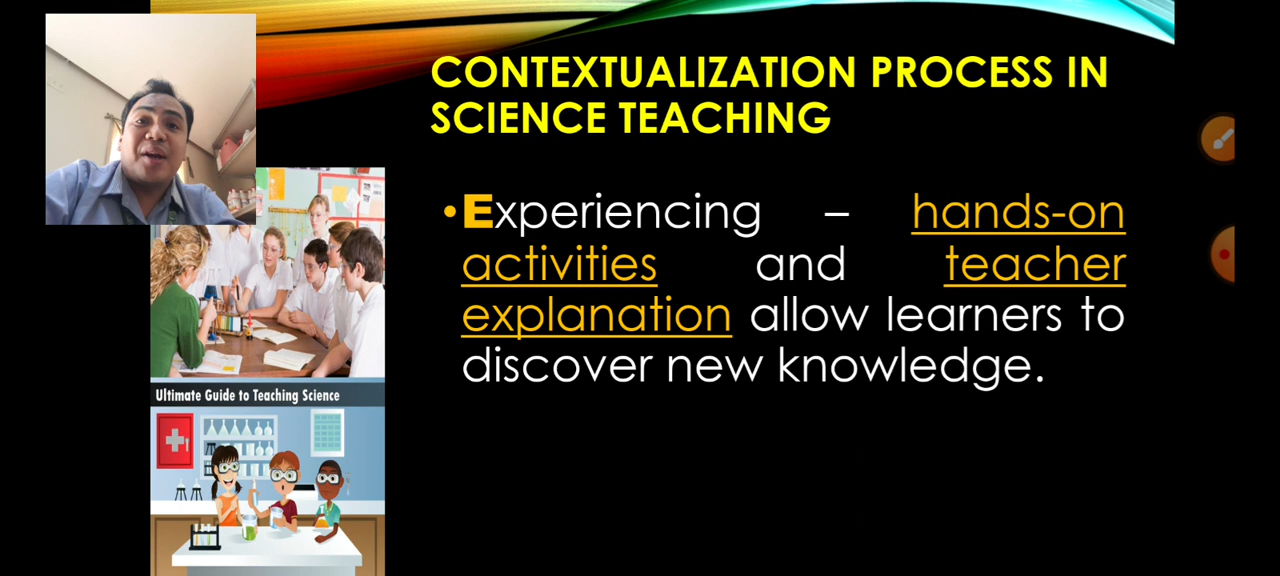 CONTEXTUALIZATION PROCESS IN
SCIENCE TEACHING
•Experiencing – hands-on
activities and teacher
explanation allow learners to
discover new knowledge.
Ultimate Guide to Teaching Science